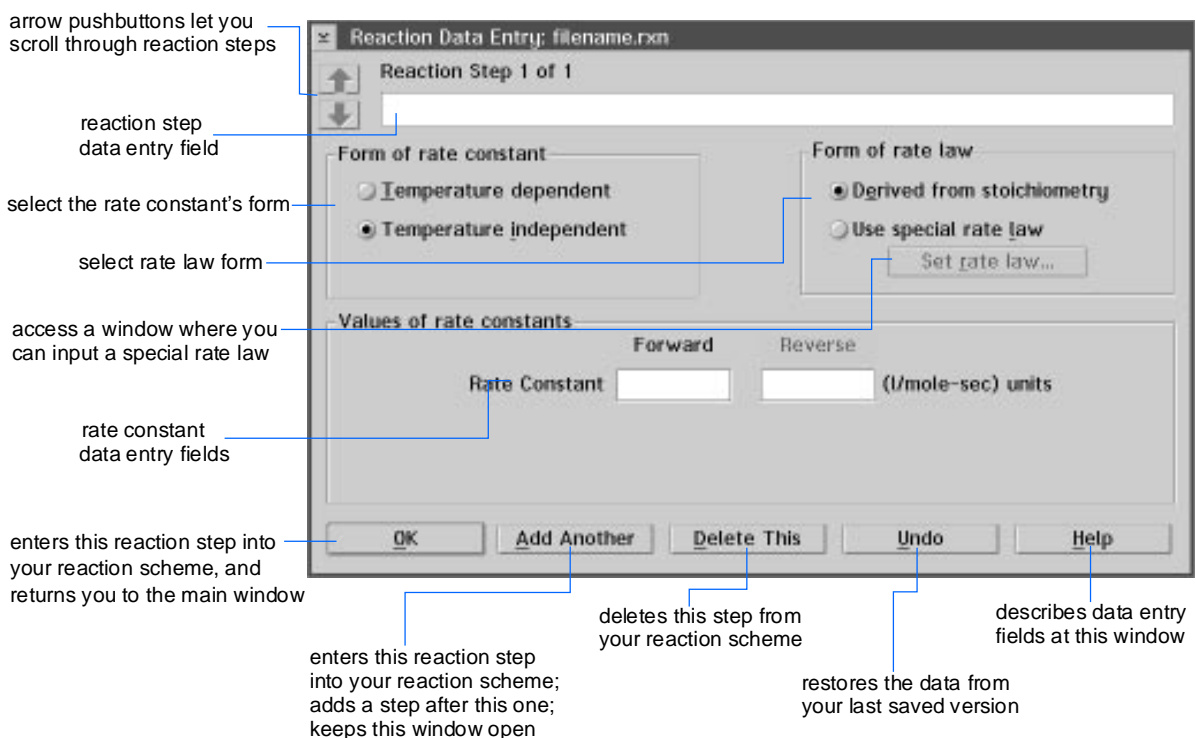 arrow pushbuttons let you
scroll through reaction steps
Reaction Data Entry: filename.rxn
Reaction Step 1 of 1
reaction step
data entry field
Form of rate constant
Temperature dependent
Temperature independent
Form of rate law
Derived from stoichiometry
Use special rate law
Set rate law...
select the rate constant's form
select rate law form
access a window where you
can input a special rate law
Values of rate constants
Forward Reverse
Rate Constant (l/mole-sec) units
rate constant
data entry fields
OK Add Another Delete This Undo Help
enters this reaction step into
your reaction scheme, and
returns you to the main window
enters this reaction step
into your reaction scheme;
adds a step after this one;
keeps this window open
deletes this step from
your reaction scheme
restores the data from
your last saved version
describes data entry
fields at this window